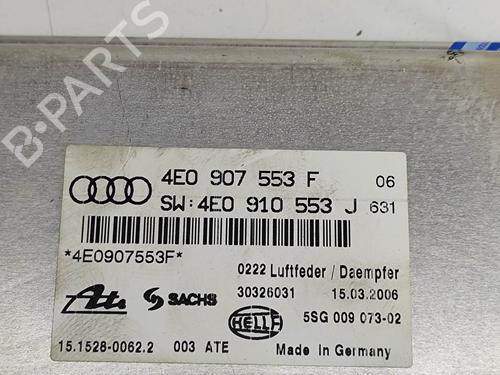 B-PARTS
4E0 907 553 F 06
SW:4E0 910 553 J 631
*4E0907553F*
0222 Luftfeder / Daempfer
Ate SACHS 30326031 15.03.2006
HELLA 5SG 009 073-02
15.1528-0062.2 003 ATE Made in Germany